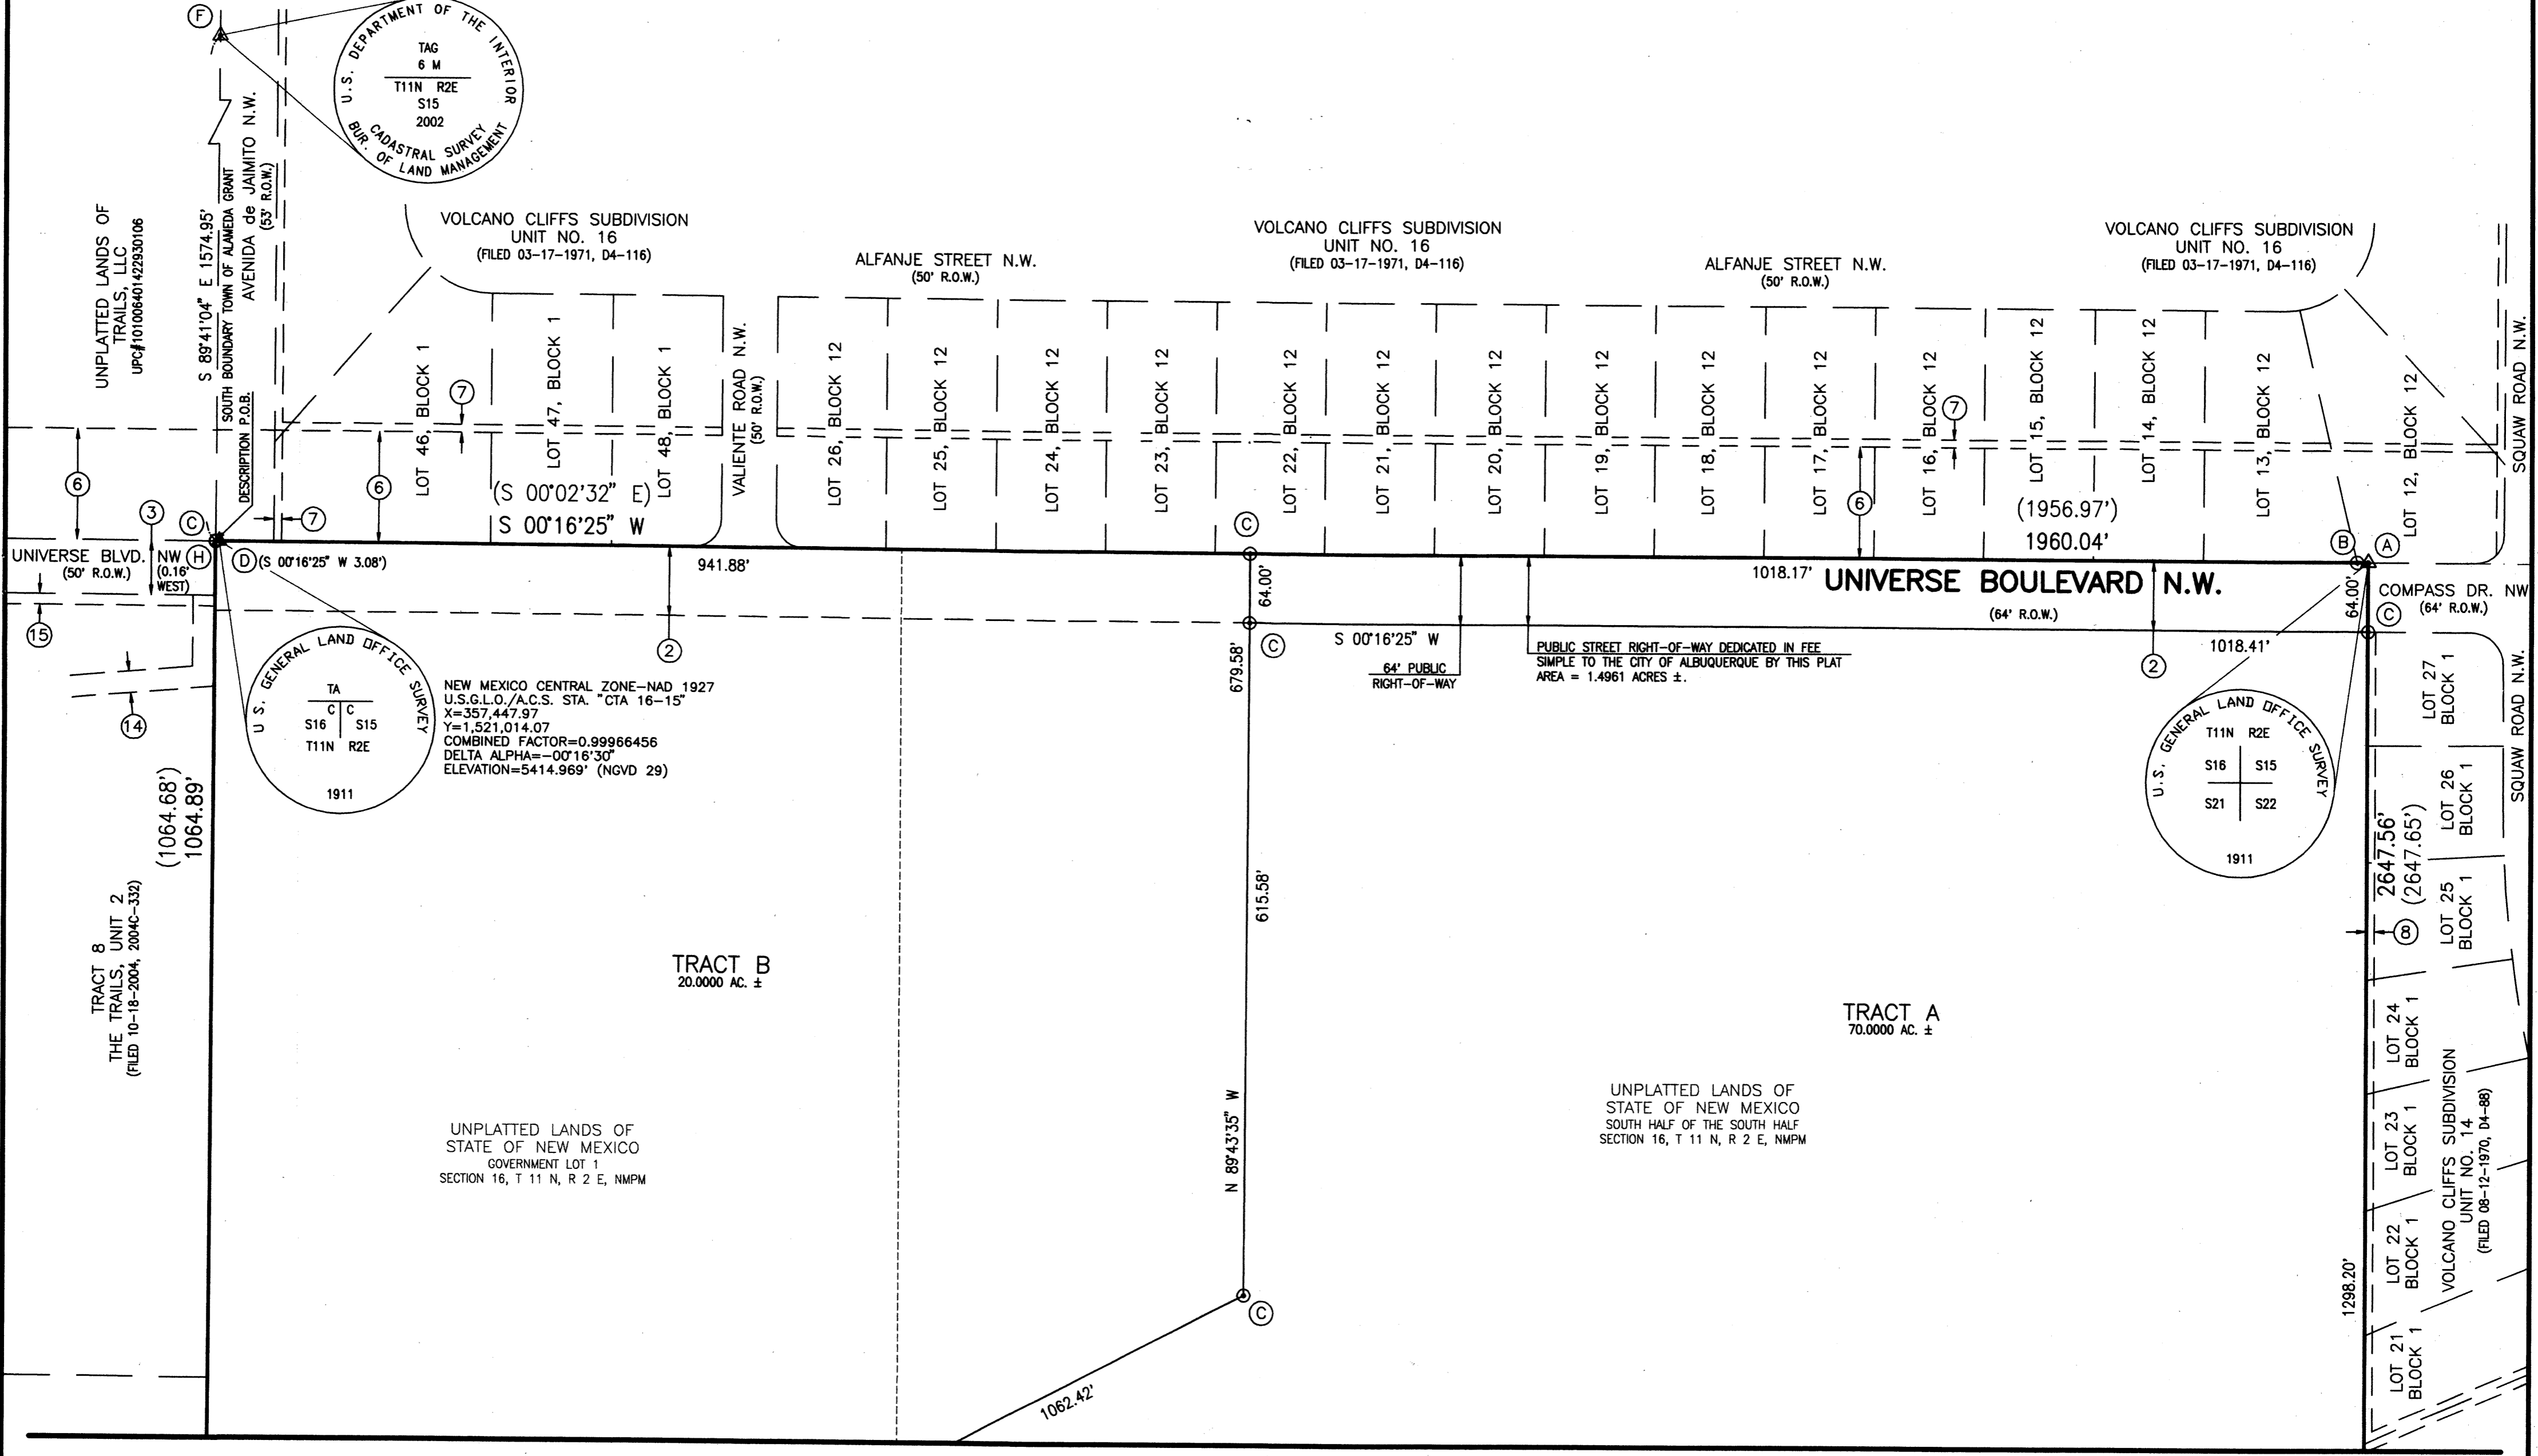 F
U.S. DEPARTMENT OF THE INTERIOR
TAG
6 M
T11N R2E
S15
2002
CADASTRAL SURVEY
BUR. OF LAND MANAGEMENT
UNPLATTED LANDS OF
TRAILS, LLC
UPC#101006401422930106
S 89°41'04" E 1574.95'
SOUTH BOUNDARY TOWN OF ALAMEDA GRANT
AVENIDA de JAIMITO N.W.
(53' R.O.W.)
DESCRIPTION P.O.B.
VOLCANO CLIFFS SUBDIVISION
UNIT NO. 16
(FILED 03-17-1971, D4-116)
ALFANJE STREET N.W.
(50' R.O.W.)
VOLCANO CLIFFS SUBDIVISION
UNIT NO. 16
(FILED 03-17-1971, D4-116)
ALFANJE STREET N.W.
(50' R.O.W.)
VOLCANO CLIFFS SUBDIVISION
UNIT NO. 16
(FILED 03-17-1971, D4-116)
SQUAW ROAD N.W.
LOT 46, BLOCK 1
LOT 47, BLOCK 1
LOT 48, BLOCK 1
VALIENTE ROAD N.W.
(50' R.O.W.)
LOT 26, BLOCK 12
LOT 25, BLOCK 12
LOT 24, BLOCK 12
LOT 23, BLOCK 12
LOT 22, BLOCK 12
LOT 21, BLOCK 12
LOT 20, BLOCK 12
LOT 19, BLOCK 12
LOT 18, BLOCK 12
LOT 17, BLOCK 12
LOT 16, BLOCK 12
LOT 15, BLOCK 12
LOT 14, BLOCK 12
LOT 13, BLOCK 12
LOT 12, BLOCK 12
7
7
6
6
6
3
C
7
(S 00°02'32" E)
S 00°16'25" W
C
(1956.97')
1960.04'
B
A
UNIVERSE BLVD. NW
(50' R.O.W.)
(0.16'
WEST)
H
D
(S 00°16'25" W 3.08')
941.88'
64.00'
1018.17'
UNIVERSE BOULEVARD N.W.
(64' R.O.W.)
64.00'
COMPASS DR. NW
(64' R.O.W.)
C
15
2
C
S 00°16'25" W
64' PUBLIC
RIGHT-OF-WAY
PUBLIC STREET RIGHT-OF-WAY DEDICATED IN FEE
SIMPLE TO THE CITY OF ALBUQUERQUE BY THIS PLAT
AREA = 1.4961 ACRES ±.
2
1018.41'
14
U.S. GENERAL LAND OFFICE SURVEY
TA
C C
S16 S15
T11N R2E
1911
NEW MEXICO CENTRAL ZONE-NAD 1927
U.S.G.L.O./A.C.S. STA. "CTA 16-15"
X=357,447.97
Y=1,521,014.07
COMBINED FACTOR=0.99966456
DELTA ALPHA=-00°16'30"
ELEVATION=5414.969' (NGVD 29)
679.58'
615.58'
N 89°43'35" W
C
1062.42'
U.S. GENERAL LAND OFFICE SURVEY
T11N R2E
S16 S15
S21 S22
1911
(1064.68')
1064.89'
TRACT 8
THE TRAILS, UNIT 2
(FILED 10-18-2004, 2004C-332)
TRACT B
20.0000 AC. ±
UNPLATTED LANDS OF
STATE OF NEW MEXICO
GOVERNMENT LOT 1
SECTION 16, T 11 N, R 2 E, NMPM
TRACT A
70.0000 AC. ±
UNPLATTED LANDS OF
STATE OF NEW MEXICO
SOUTH HALF OF THE SOUTH HALF
SECTION 16, T 11 N, R 2 E, NMPM
2647.56'
(2647.65')
8
1298.20'
LOT 27
BLOCK 1
LOT 26
BLOCK 1
LOT 25
BLOCK 1
LOT 24
BLOCK 1
LOT 23
BLOCK 1
LOT 22
BLOCK 1
LOT 21
BLOCK 1
SQUAW ROAD N.W.
VOLCANO CLIFFS SUBDIVISION
UNIT NO. 14
(FILED 08-12-1970, D4-88)